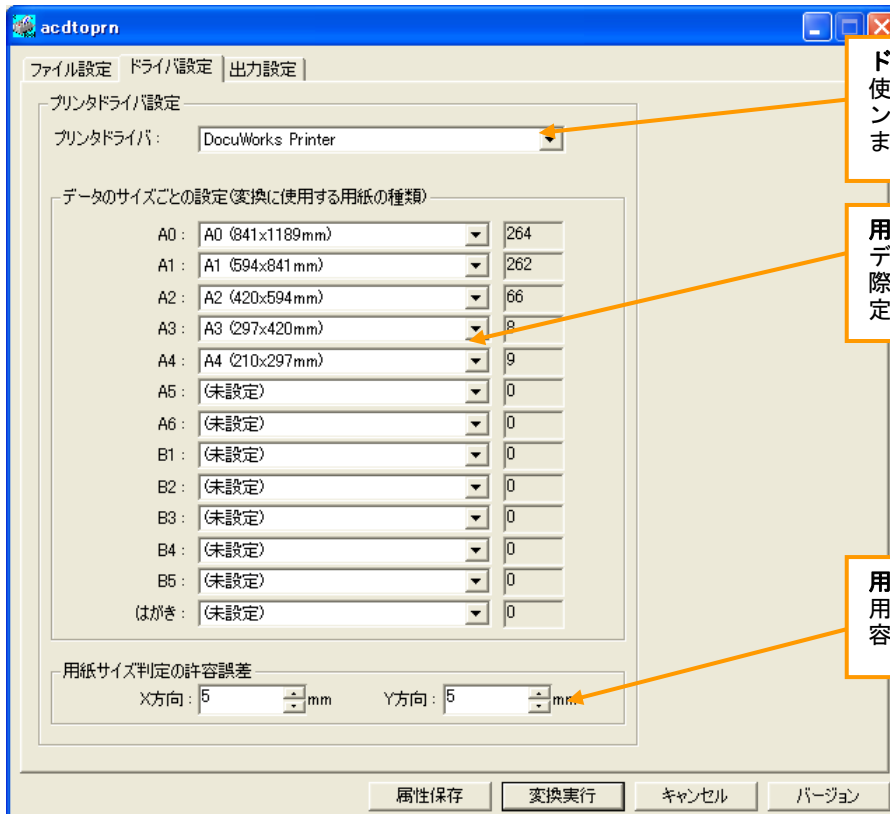 acdtoprn
ファイル設定 ドライバ設定 出力設定
プリンタドライバ設定
プリンタドライバ： DocuWorks Printer
データのサイズごとの設定(変換に使用する用紙の種類)
A0： A0 (841x1189mm) 264
A1： A1 (594x841mm) 262
A2： A2 (420x594mm) 66
A3： A3 (297x420mm) 8
A4： A4 (210x297mm) 9
A5： (未設定) 0
A6： (未設定) 0
B1： (未設定) 0
B2： (未設定) 0
B3： (未設定) 0
B4： (未設定) 0
B5： (未設定) 0
はがき： (未設定) 0
用紙サイズ判定の許容誤差
X方向： 5 mm Y方向： 5 mm
属性保存 変換実行 キャンセル バージョン
ド
使
ン
ま
用
デ
際
定
用
用
容